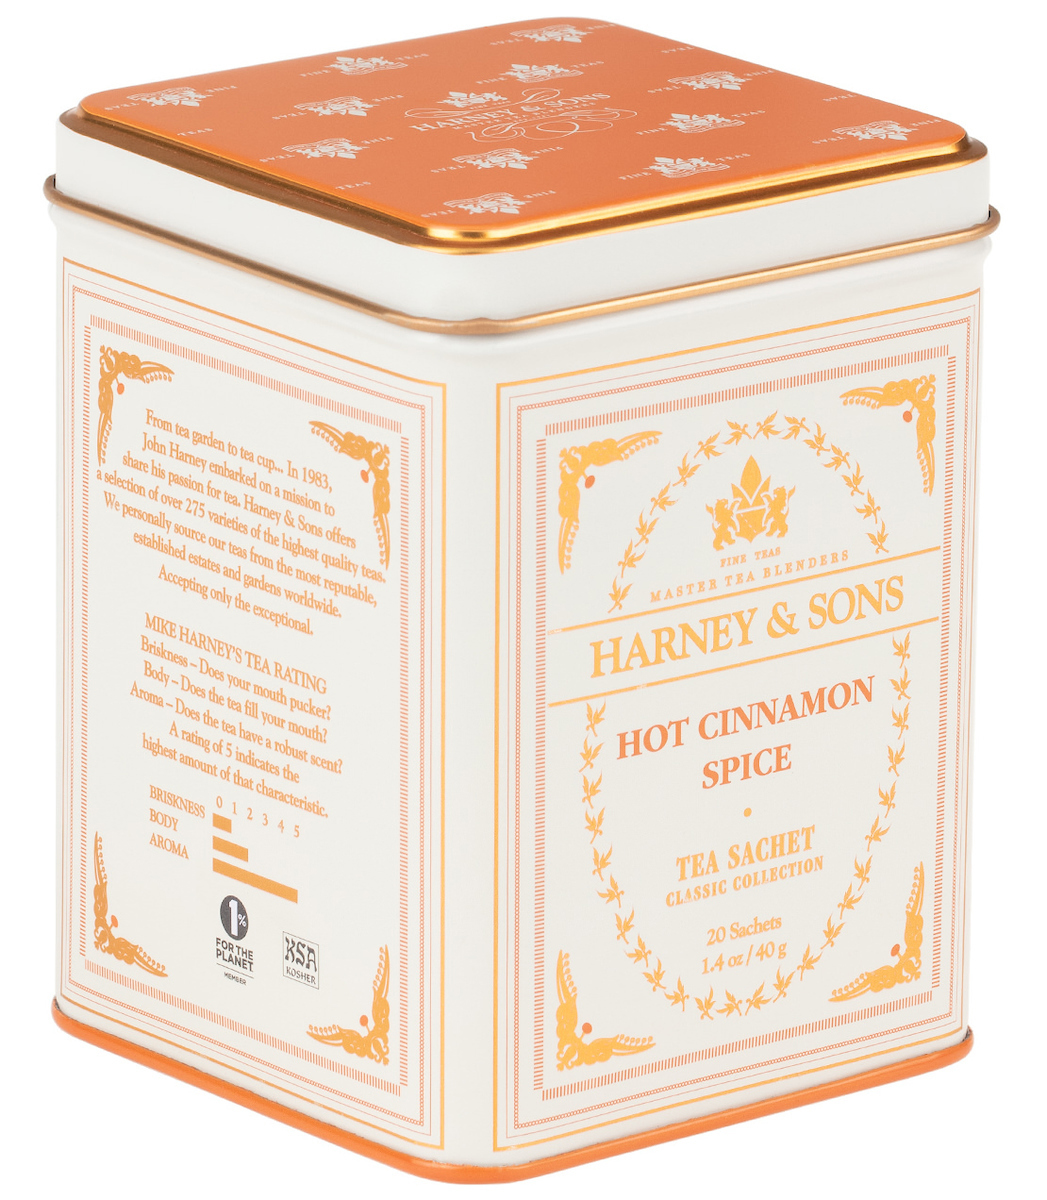 HARNEY & SONS
From tea garden to tea cup... In 1983,
John Harney embarked on a mission to
share his passion for tea. Harney & Sons offers
a selection of over 275 varieties of the highest quality teas.
We personally source our teas from the most reputable,
established estates and gardens worldwide.
Accepting only the exceptional.
MIKE HARNEY'S TEA RATING
Briskness – Does your mouth pucker?
Body – Does the tea fill your mouth?
Aroma – Does the tea have a robust scent?
A rating of 5 indicates the
highest amount of that characteristic.
0 1 2 3 4 5
BRISKNESS
BODY
AROMA
1%
FOR THE
PLANET
MEMBER
KSA
KOSHER
FINE TEAS
MASTER TEA BLENDERS
HARNEY & SONS
HOT CINNAMON
SPICE
TEA SACHET
CLASSIC COLLECTION
20 Sachets
1.4 oz / 40 g